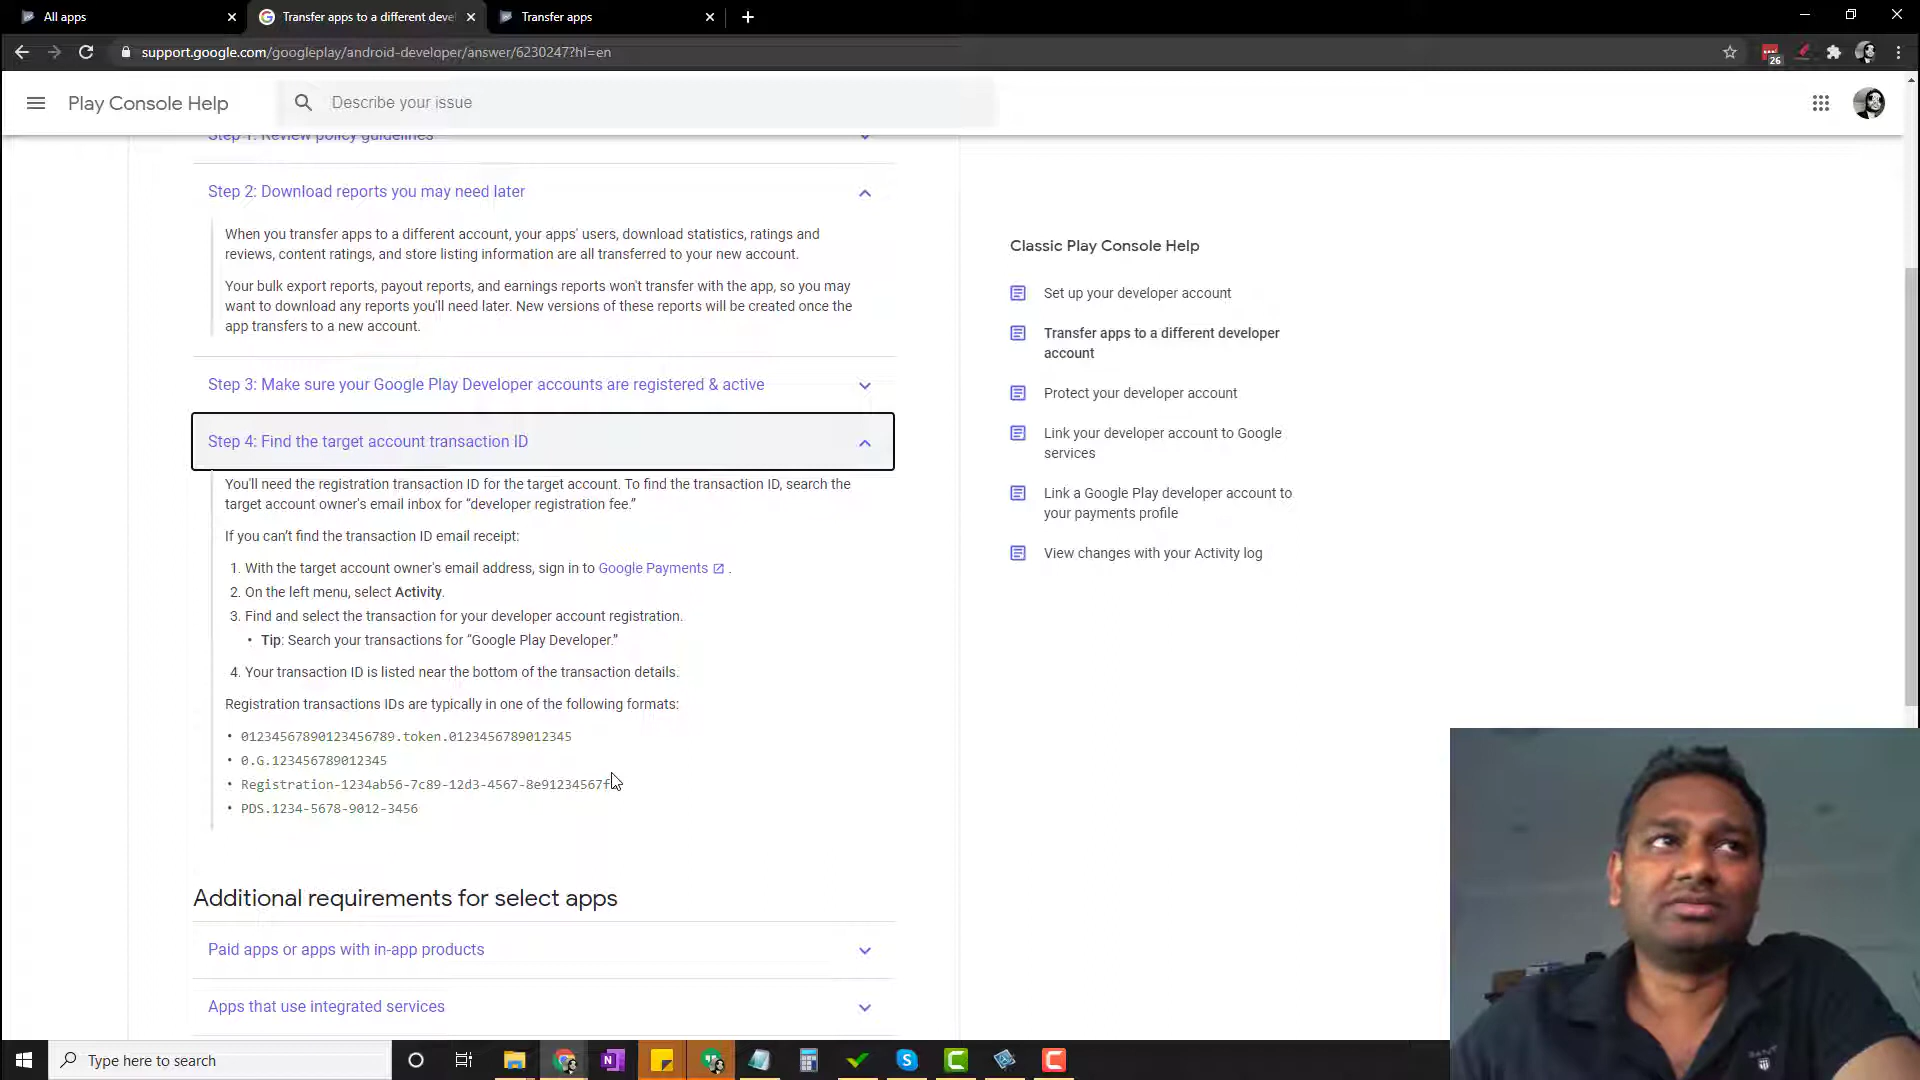 All apps
Transfer apps to a different deve
Transfer apps
support.google.com/googleplay/android-developer/answer/6230247?hl=en
26
Play Console Help
Describe your issue
Step 1: Review policy guidelines
Step 2: Download reports you may need later
When you transfer apps to a different account, your apps' users, download statistics, ratings and
reviews, content ratings, and store listing information are all transferred to your new account.
Your bulk export reports, payout reports, and earnings reports won't transfer with the app, so you may
want to download any reports you'll need later. New versions of these reports will be created once the
app transfers to a new account.
Step 3: Make sure your Google Play Developer accounts are registered & active
Step 4: Find the target account transaction ID
You'll need the registration transaction ID for the target account. To find the transaction ID, search the
target account owner's email inbox for “developer registration fee.”
If you can’t find the transaction ID email receipt:
1. With the target account owner's email address, sign in to Google Payments .
2. On the left menu, select Activity.
3. Find and select the transaction for your developer account registration.
• Tip: Search your transactions for “Google Play Developer.”
4. Your transaction ID is listed near the bottom of the transaction details.
Registration transactions IDs are typically in one of the following formats:
• 01234567890123456789.token.0123456789012345
• 0.G.123456789012345
• Registration-1234ab56-7c89-12d3-4567-8e91234567f
• PDS.1234-5678-9012-3456
Additional requirements for select apps
Paid apps or apps with in-app products
Apps that use integrated services
Classic Play Console Help
Set up your developer account
Transfer apps to a different developer
account
Protect your developer account
Link your developer account to Google
services
Link a Google Play developer account to
your payments profile
View changes with your Activity log
Type here to search